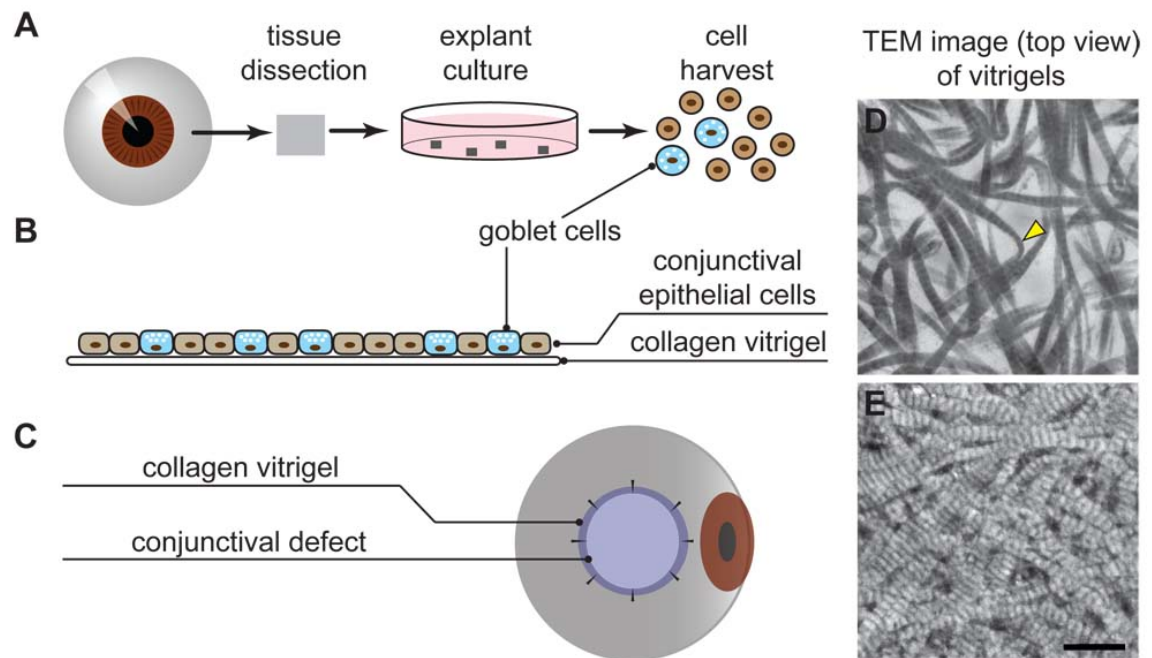 A
tissue
dissection
explant
culture
cell
harvest
B
goblet cells
conjunctival
epithelial cells
collagen vitrigel
C
collagen vitrigel
conjunctival defect
TEM image (top view)
of vitrigels
D
E